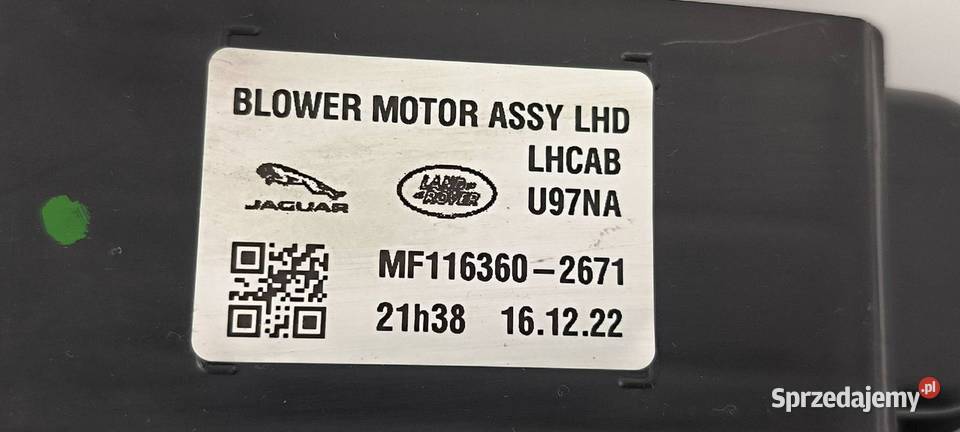 BLOWER MOTOR ASSY LHD
LHCAB
U97NA
JAGUAR
LAND ROVER
MF116360-2671
21h38 16.12.22
Sprzedajemy.pl